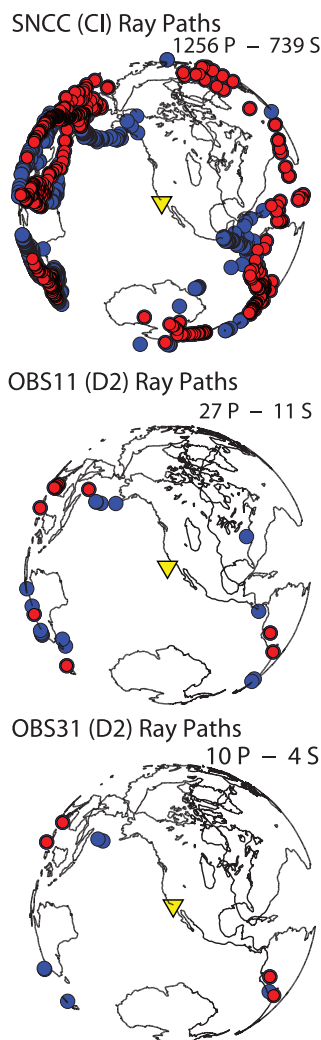 SNCC (CI) Ray Paths
1256 P – 739 S
OBS11 (D2) Ray Paths
27 P – 11 S
OBS31 (D2) Ray Paths
10 P – 4 S